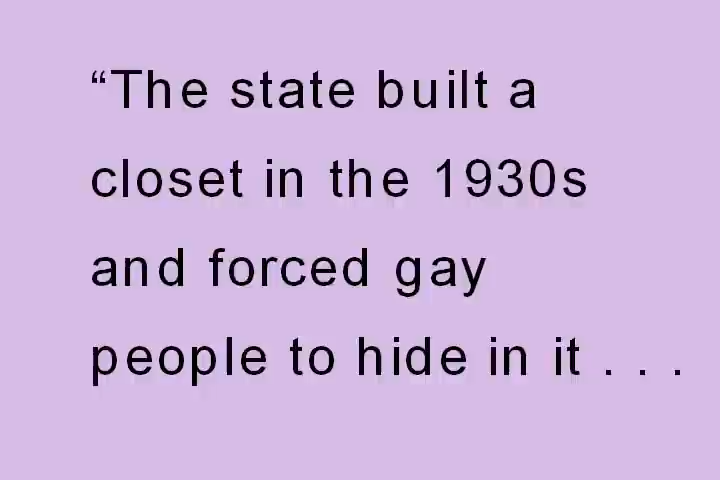 “The state built a
closet in the 1930s
and forced gay
people to hide in it . . .